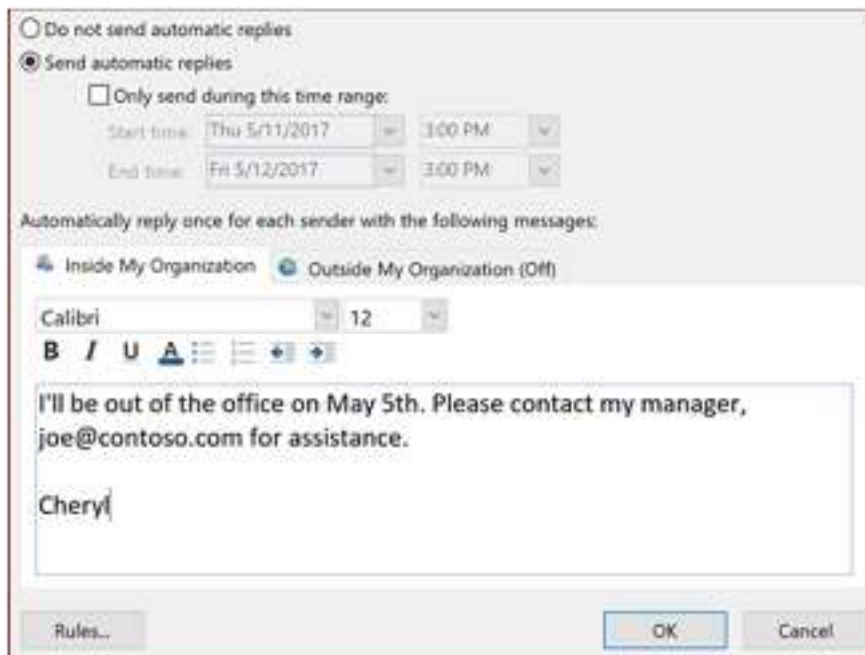 Do not send automatic replies
Send automatic replies
Only send during this time range:
Start time: Thu 5/11/2017 3:00 PM
End time: Fri 5/12/2017 3:00 PM
Automatically reply once for each sender with the following messages:
Inside My Organization Outside My Organization (Off)
Calibri 12
B I U A
I'll be out of the office on May 5th. Please contact my manager,
joe@contoso.com for assistance.
Cheryl
Rules... OK Cancel